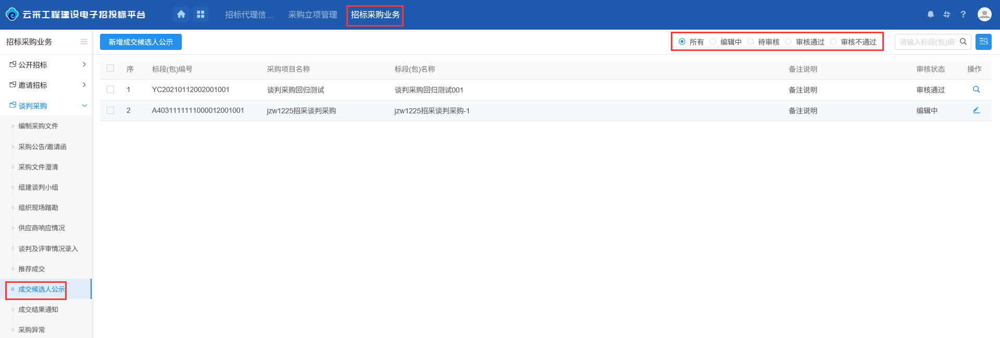 云采工程建设电子招投标平台
招标代理信...
采购立项管理
招标采购业务
?
招标采购业务
新增成交候选人公示
所有 编辑中 待审核 审核通过 审核不通过
请输入标段(包)编
公开招标
邀请招标
谈判采购
编制采购文件
采购公告/邀请函
采购文件澄清
组建谈判小组
组织现场踏勘
供应商响应情况
谈判及评审情况录入
推荐成交
成交候选人公示
成交结果通知
采购异常
序 标段(包)编号 采购项目名称 标段(包)名称 备注说明 审核状态 操作
1 YC20210112002001001 谈判采购回归测试 谈判采购回归测试001 备注说明 审核通过
2 A4031111111000012001001 jzw1225招采谈判采购 jzw1225招采谈判采购-1 备注说明 编辑中